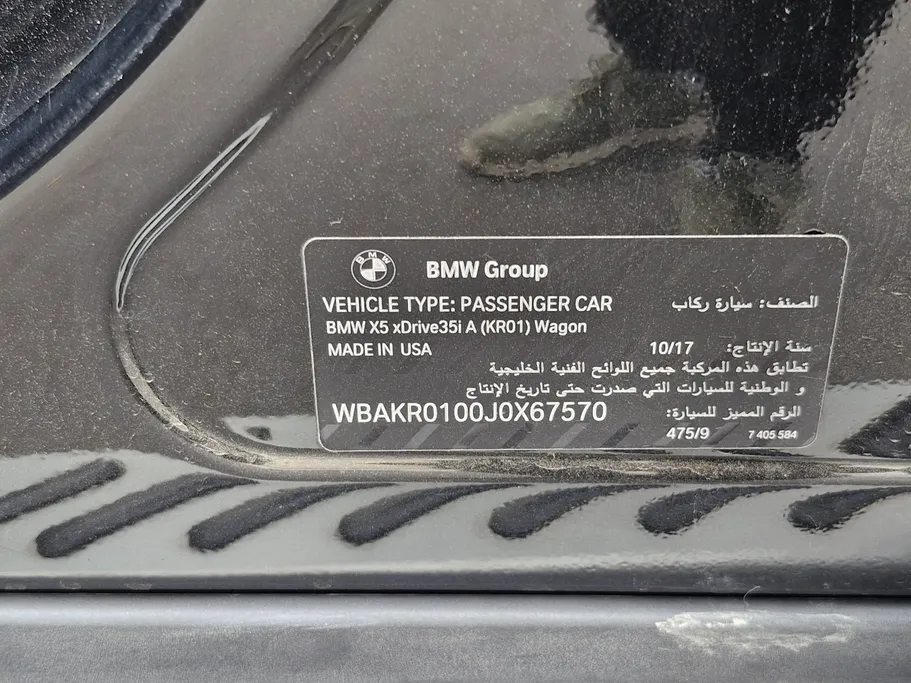 BMW
BMW Group
VEHICLE TYPE: PASSENGER CAR الصنف: سيارة ركاب
BMW X5 xDrive35i A (KR01) Wagon
MADE IN USA 10/17 سنة الإنتاج:
تطابق هذه المركبة جميع اللوائح الفنية الخليجية
و الوطنية للسيارات التي صدرت حتى تاريخ الإنتاج
WBAKR0100J0X67570 الرقم المميز للسيارة:
475/9 7 405 584